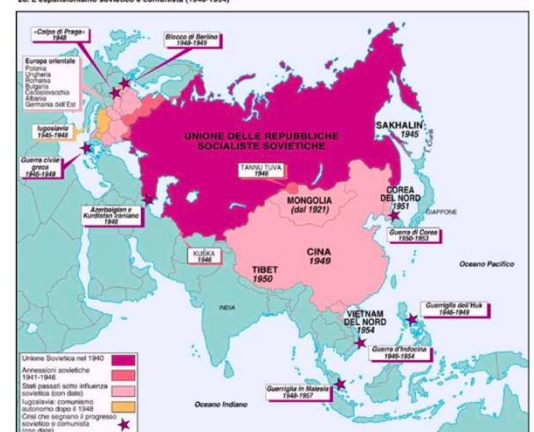 «Colpo di Praga»
1948
Blocco di Berlino
1948-1949
Europa orientale
Polonia
Ungheria
Romania
Bulgaria
Cecoslovacchia
Albania
Germania dell'Est
Iugoslavia
1945-1948
Guerra civile
greca
1946-1949
UNIONE DELLE REPUBBLICHE
SOCIALISTE SOVIETICHE
SAKHALIN
1945
I. Curili
TANNU TUVA
1946
MONGOLIA
(dal 1921)
COREA
DEL NORD
1951
GIAPPONE
Guerra di Corea
1950-1953
Azerbaigian e
Kurdistan iraniano
1946
KUŠKA
1946
CINA
1949
TIBET
1950
Oceano Pacifico
INDIA
VIETNAM
DEL NORD
1954
Guerriglia dell'Huk
1946-1949
Guerra d'Indocina
1946-1954
Guerriglia in Malesia
1948-1957
Oceano Indiano
Unione Sovietica nel 1940
Annessioni sovietiche
1941-1946
Stati passati sotto influenza
sovietica (con date)
Iugoslavia: comunismo
autonomo dopo il 1948
Crisi che segnano il progresso
sovietico o comunista
(con date)